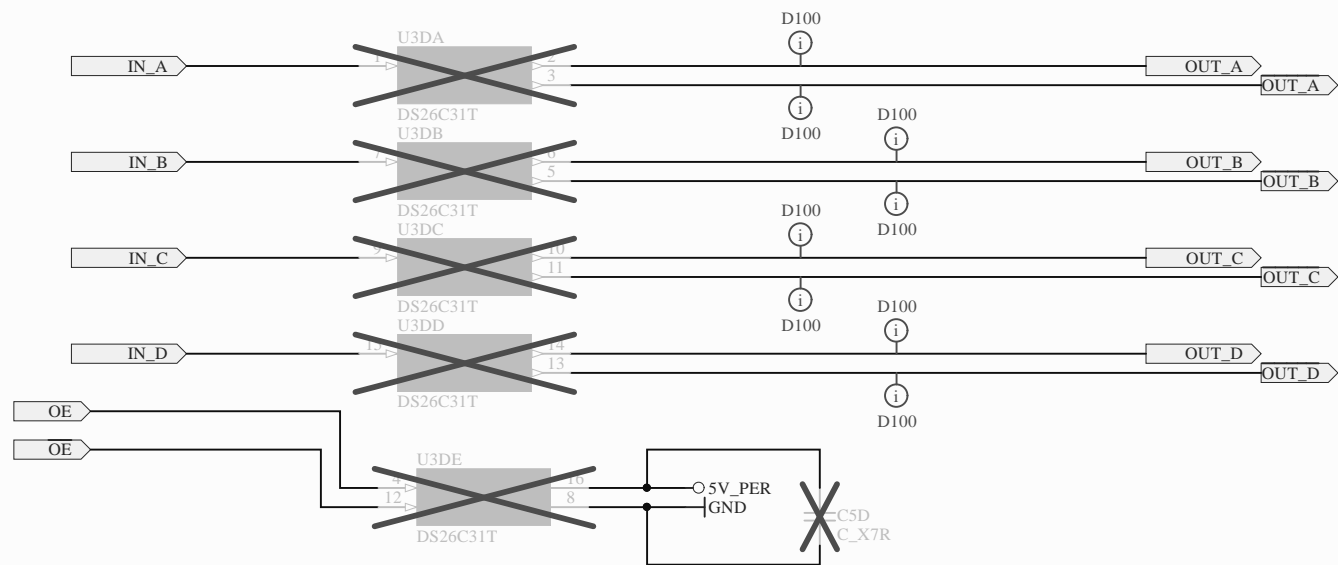 D100
U3DA
IN_A 1 2 OUT_A
3 OUT_A
DS26C31T
D100
D100
U3DB
IN_B 7 6 OUT_B
5 OUT_B
DS26C31T
D100
D100
U3DC
IN_C 9 10 OUT_C
11 OUT_C
DS26C31T
D100
D100
U3DD
IN_D 15 14 OUT_D
13 OUT_D
DS26C31T
D100
OE
OE
U3DE
4 16 5V_PER
12 8 GND
DS26C31T
C5D
C_X7R
i
i
i
i
i
i
i
i